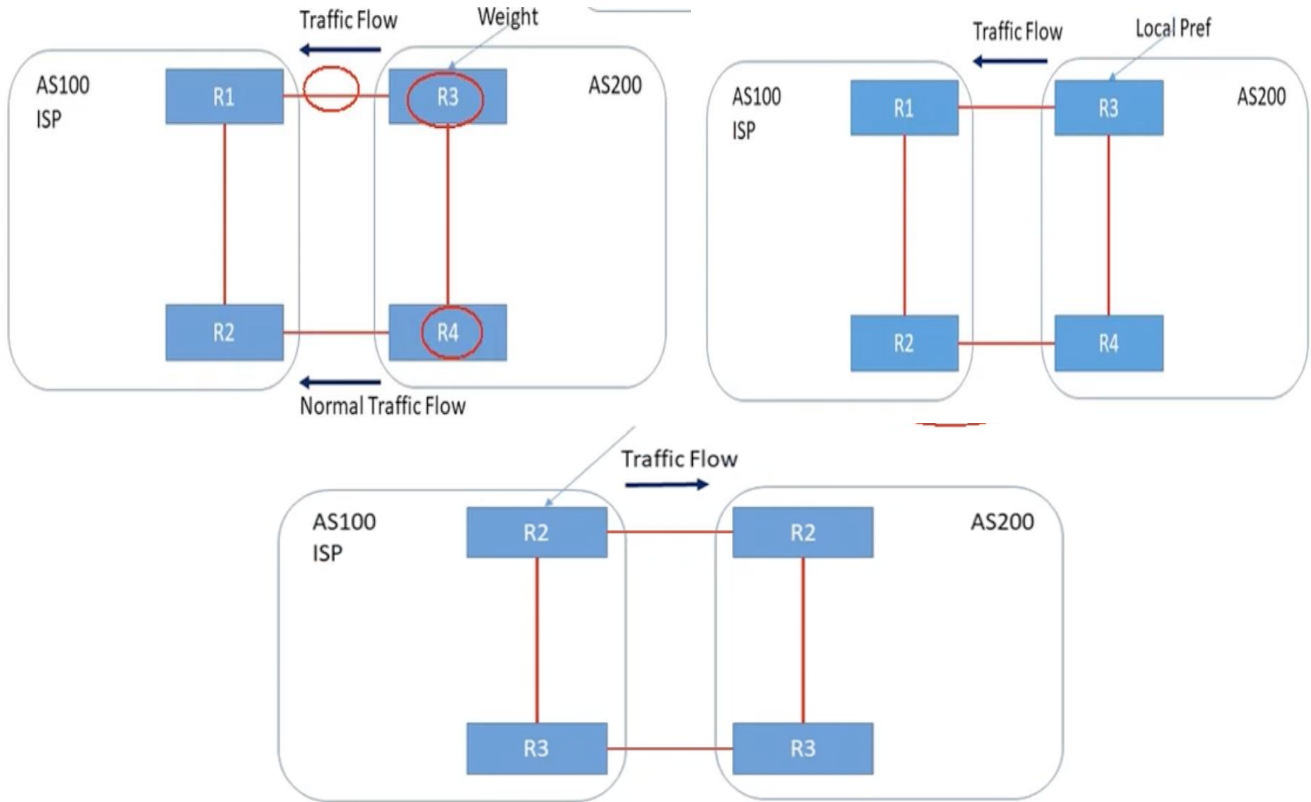 Traffic Flow
Weight
AS100
ISP
R1
R3
AS200
R2
R4
Normal Traffic Flow
Traffic Flow
Local Pref
AS100
ISP
R1
R3
AS200
R2
R4
Traffic Flow
AS100
ISP
R2
R2
AS200
R3
R3